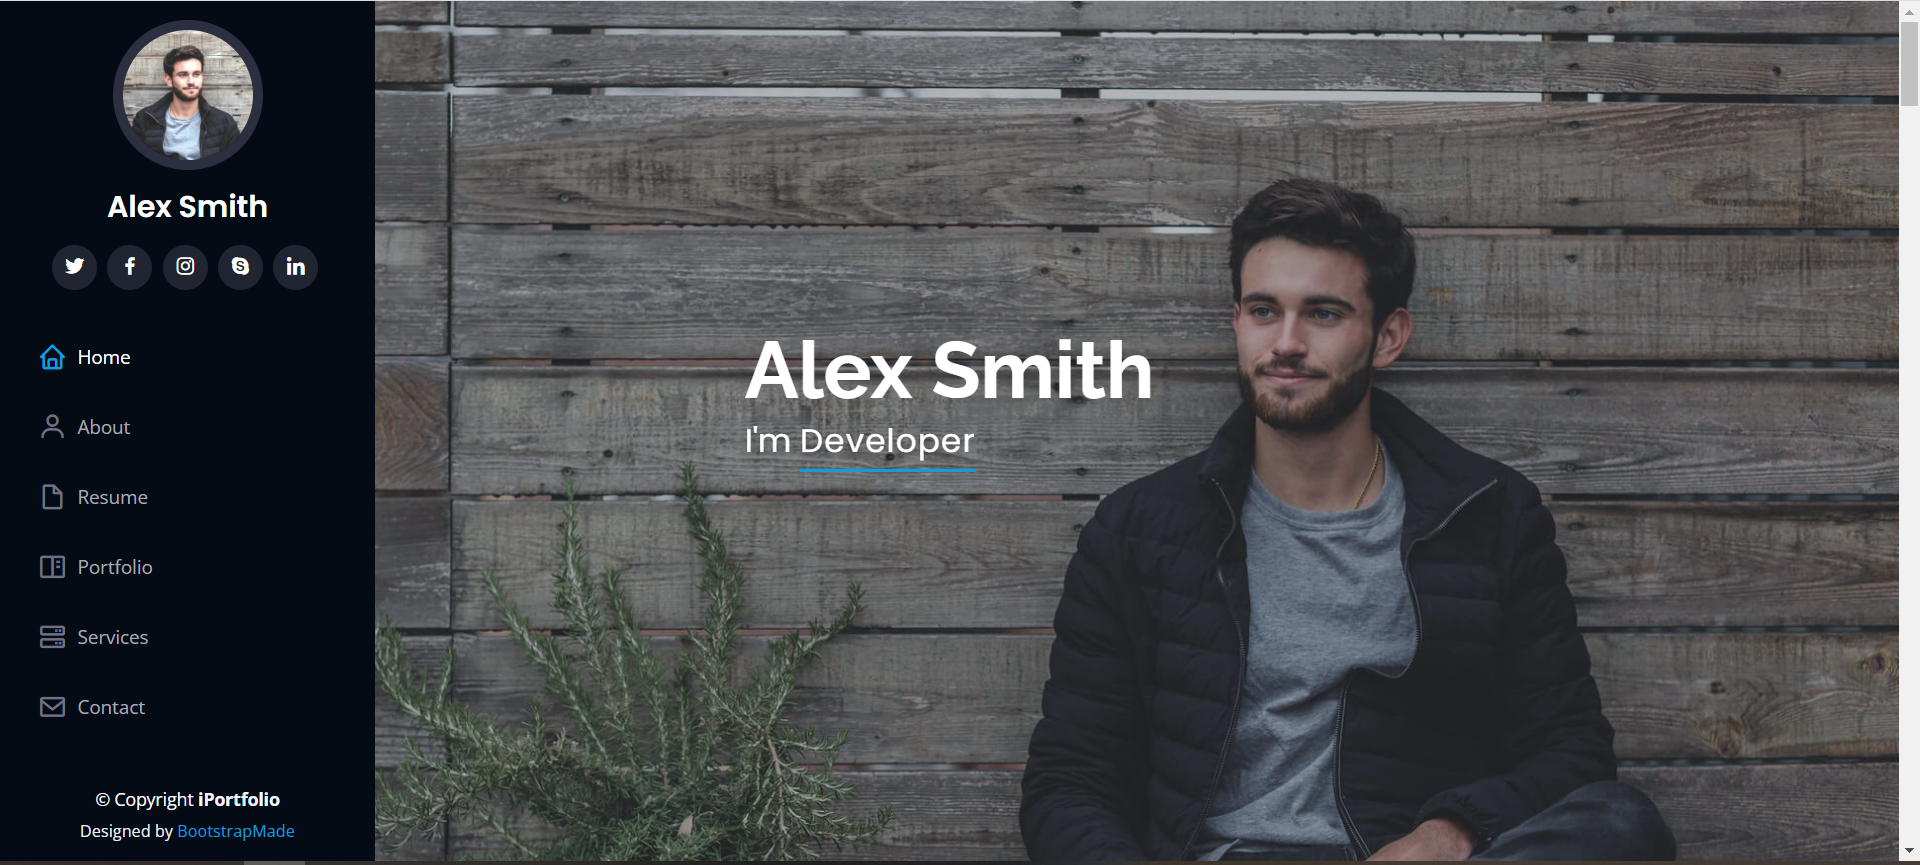 Alex Smith
Home
About
Resume
Portfolio
Services
Contact
© Copyright iPortfolio
Designed by BootstrapMade
Alex Smith
I'm Developer